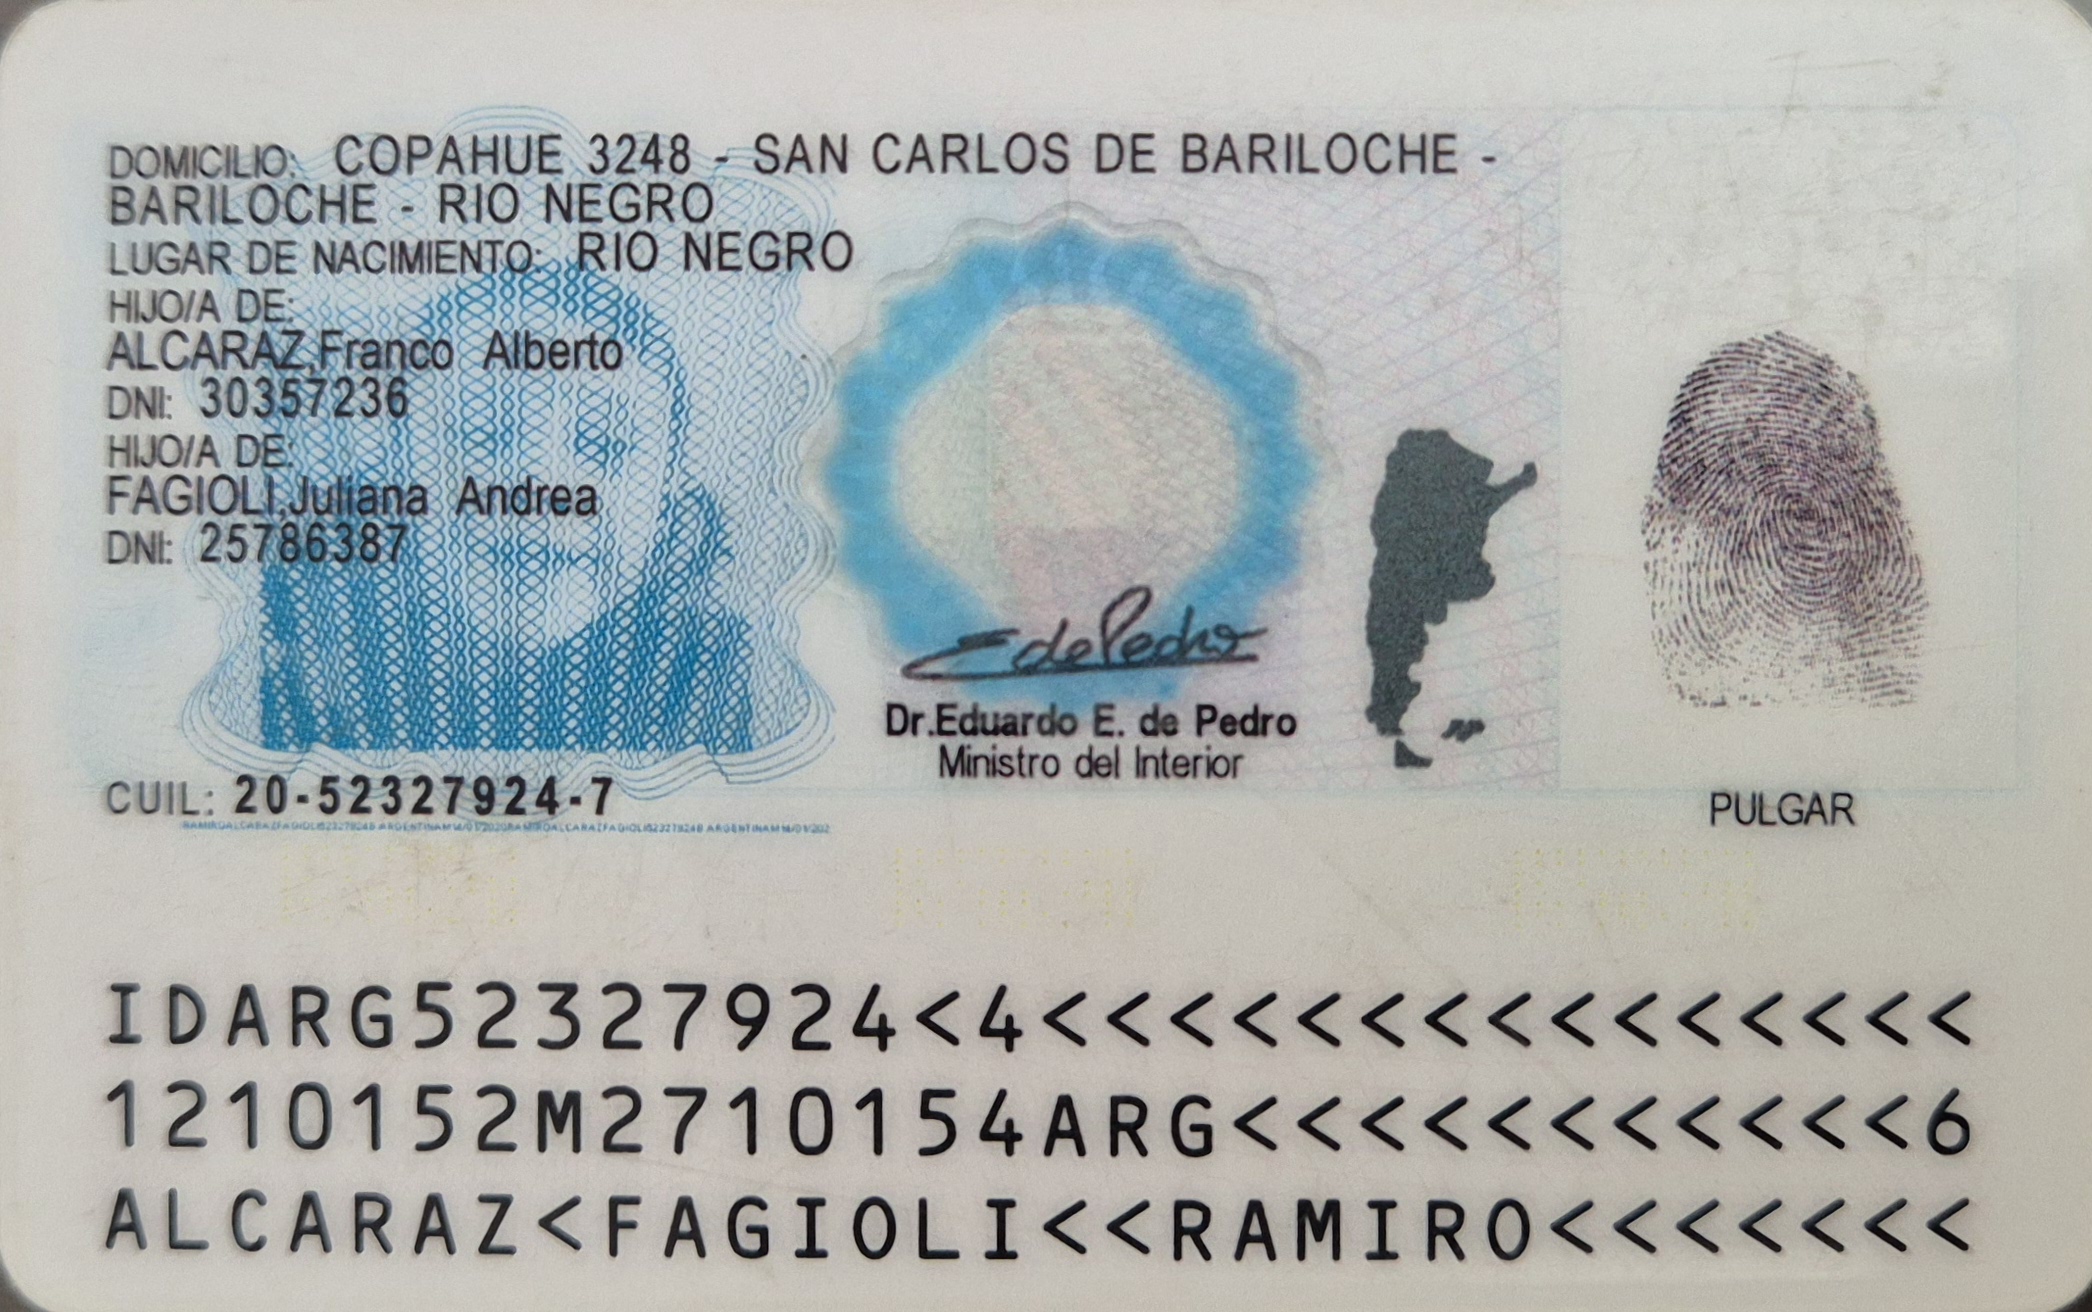 DOMICILIO: COPAHUE 3248 - SAN CARLOS DE BARILOCHE -
BARILOCHE - RIO NEGRO
LUGAR DE NACIMIENTO: RIO NEGRO
HIJO/A DE:
ALCARAZ,Franco Alberto
DNI: 30357236
HIJO/A DE:
FAGIOLI,Juliana Andrea
DNI: 25786387
E de Pedro
Dr.Eduardo E. de Pedro
Ministro del Interior
CUIL: 20-52327924-7
PULGAR
IDARG52327924<4<<<<<<<<<<<<<<<
1210152M2710154ARG<<<<<<<<<<<6
ALCARAZ<FAGIOLI<<RAMIRO<<<<<<<